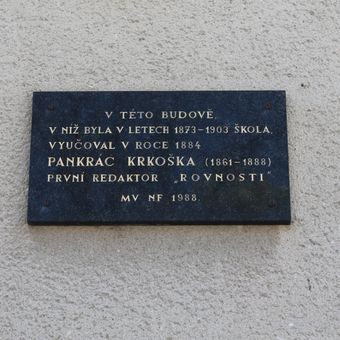 V TÉTO BUDOVĚ,
V NÍŽ BYLA V LETECH 1873-1903 ŠKOLA,
VYUČOVAL V ROCE 1884
PANKRÁC KRKOŠKA (1861-1888)
PRVNÍ REDAKTOR „ROVNOSTI"
MV NF 1988.